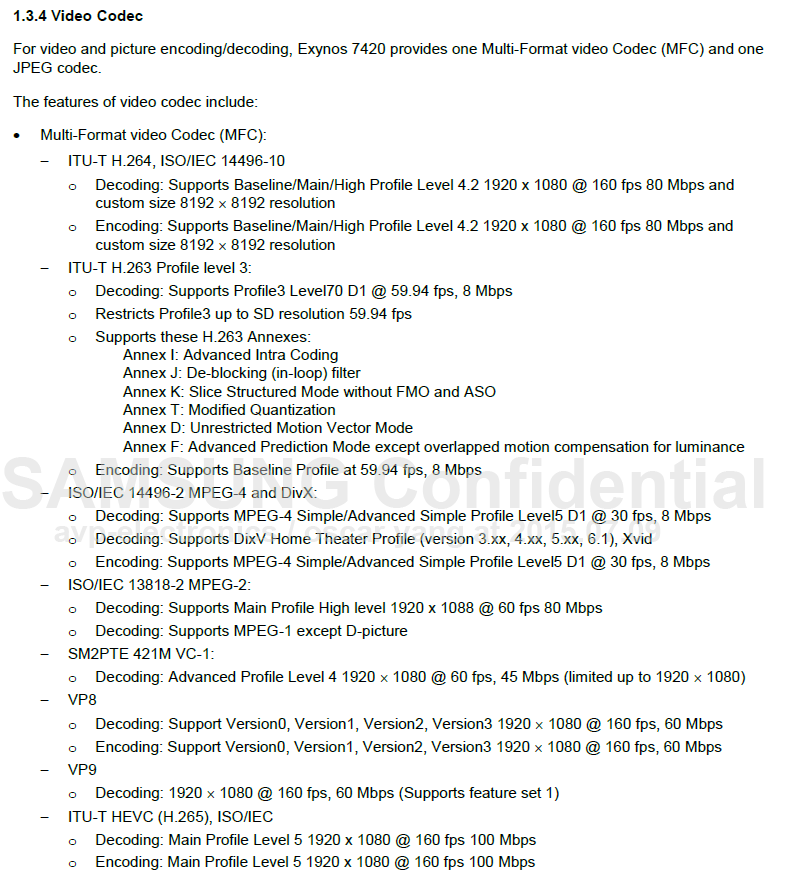 1.3.4 Video Codec
For video and picture encoding/decoding, Exynos 7420 provides one Multi-Format video Codec (MFC) and one
JPEG codec.
The features of video codec include:
• Multi-Format video Codec (MFC):
– ITU-T H.264, ISO/IEC 14496-10
o Decoding: Supports Baseline/Main/High Profile Level 4.2 1920 x 1080 @ 160 fps 80 Mbps and
custom size 8192 × 8192 resolution
o Encoding: Supports Baseline/Main/High Profile Level 4.2 1920 x 1080 @ 160 fps 80 Mbps and
custom size 8192 × 8192 resolution
– ITU-T H.263 Profile level 3:
o Decoding: Supports Profile3 Level70 D1 @ 59.94 fps, 8 Mbps
o Restricts Profile3 up to SD resolution 59.94 fps
o Supports these H.263 Annexes:
Annex I: Advanced Intra Coding
Annex J: De-blocking (in-loop) filter
Annex K: Slice Structured Mode without FMO and ASO
Annex T: Modified Quantization
Annex D: Unrestricted Motion Vector Mode
Annex F: Advanced Prediction Mode except overlapped motion compensation for luminance
o Encoding: Supports Baseline Profile at 59.94 fps, 8 Mbps
SAMSUNG Confidential
– ISO/IEC 14496-2 MPEG-4 and DivX:
o Decoding: Supports MPEG-4 Simple/Advanced Simple Profile Level5 D1 @ 30 fps, 8 Mbps
avp electronics / oscar.yang at 2015.07.09
o Decoding: Supports DixV Home Theater Profile (version 3.xx, 4.xx, 5.xx, 6.1), Xvid
o Encoding: Supports MPEG-4 Simple/Advanced Simple Profile Level5 D1 @ 30 fps, 8 Mbps
– ISO/IEC 13818-2 MPEG-2:
o Decoding: Supports Main Profile High level 1920 x 1088 @ 60 fps 80 Mbps
o Decoding: Supports MPEG-1 except D-picture
– SM2PTE 421M VC-1:
o Decoding: Advanced Profile Level 4 1920 × 1080 @ 60 fps, 45 Mbps (limited up to 1920 × 1080)
– VP8
o Decoding: Support Version0, Version1, Version2, Version3 1920 × 1080 @ 160 fps, 60 Mbps
o Encoding: Support Version0, Version1, Version2, Version3 1920 × 1080 @ 160 fps, 60 Mbps
– VP9
o Decoding: 1920 × 1080 @ 160 fps, 60 Mbps (Supports feature set 1)
– ITU-T HEVC (H.265), ISO/IEC
o Decoding: Main Profile Level 5 1920 x 1080 @ 160 fps 100 Mbps
o Encoding: Main Profile Level 5 1920 x 1080 @ 160 fps 100 Mbps